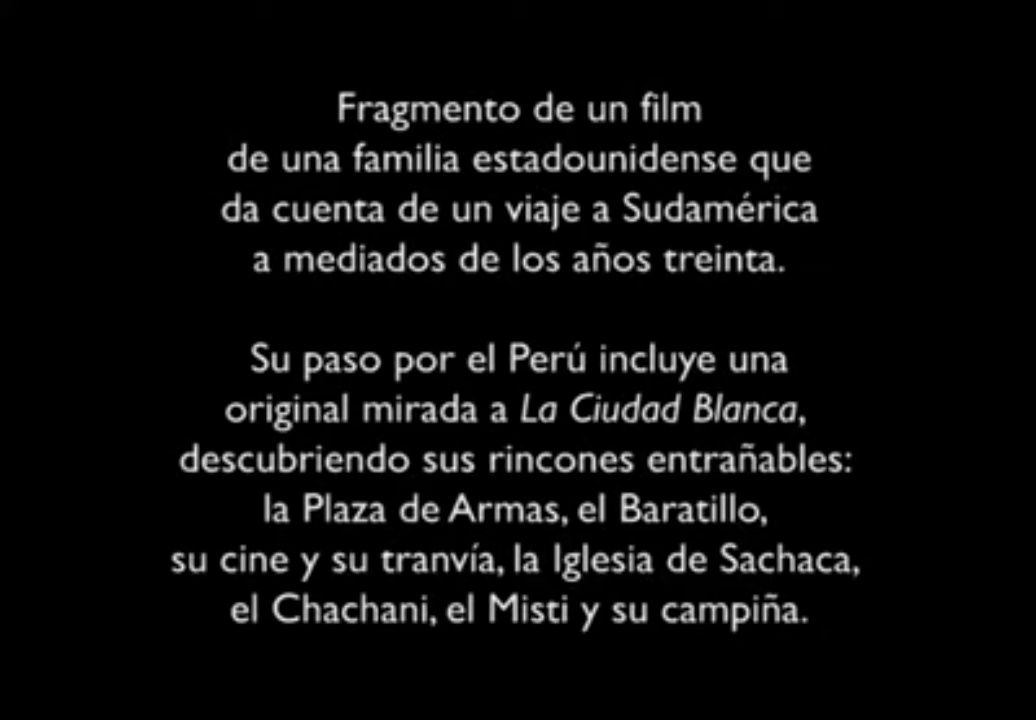 Fragmento de un film
de una familia estadounidense que
da cuenta de un viaje a Sudamérica
a mediados de los años treinta.
Su paso por el Perú incluye una
original mirada a La Ciudad Blanca,
descubriendo sus rincones entrañables:
la Plaza de Armas, el Baratillo,
su cine y su tranvía, la Iglesia de Sachaca,
el Chachani, el Misti y su campiña.